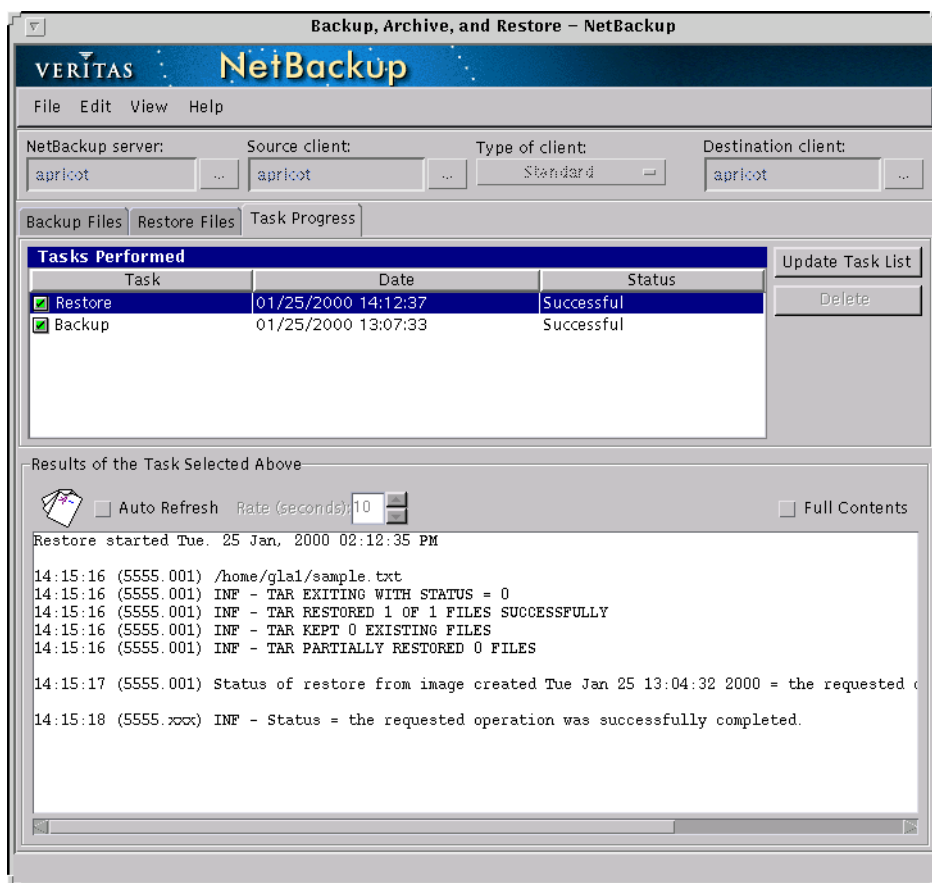 Backup, Archive, and Restore – NetBackup
VERITAS NetBackup
File Edit View Help
NetBackup server: Source client: Type of client: Destination client:
apricot ... apricot ... Standard apricot ...
Backup Files Restore Files Task Progress
Tasks Performed
Update Task List
Task Date Status
Restore 01/25/2000 14:12:37 Successful
Delete
Backup 01/25/2000 13:07:33 Successful
Results of the Task Selected Above
Auto Refresh Rate (seconds): 10 Full Contents
Restore started Tue. 25 Jan, 2000 02:12:35 PM
14:15:16 (5555.001) /home/gla1/sample.txt
14:15:16 (5555.001) INF - TAR EXITING WITH STATUS = 0
14:15:16 (5555.001) INF - TAR RESTORED 1 OF 1 FILES SUCCESSFULLY
14:15:16 (5555.001) INF - TAR KEPT 0 EXISTING FILES
14:15:16 (5555.001) INF - TAR PARTIALLY RESTORED 0 FILES
14:15:17 (5555.001) Status of restore from image created Tue Jan 25 13:04:32 2000 = the requested
14:15:18 (5555.xxx) INF - Status = the requested operation was successfully completed.